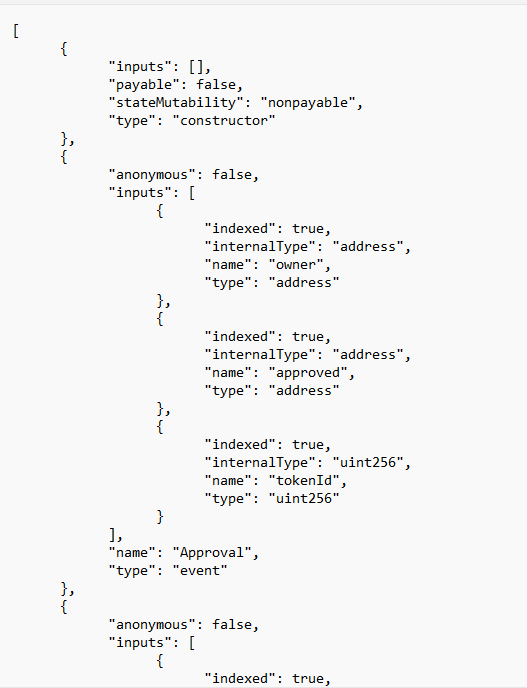 [
{
"inputs": [],
"payable": false,
"stateMutability": "nonpayable",
"type": "constructor"
},
{
"anonymous": false,
"inputs": [
{
"indexed": true,
"internalType": "address",
"name": "owner",
"type": "address"
},
{
"indexed": true,
"internalType": "address",
"name": "approved",
"type": "address"
},
{
"indexed": true,
"internalType": "uint256",
"name": "tokenId",
"type": "uint256"
}
],
"name": "Approval",
"type": "event"
},
{
"anonymous": false,
"inputs": [
{
"indexed": true,